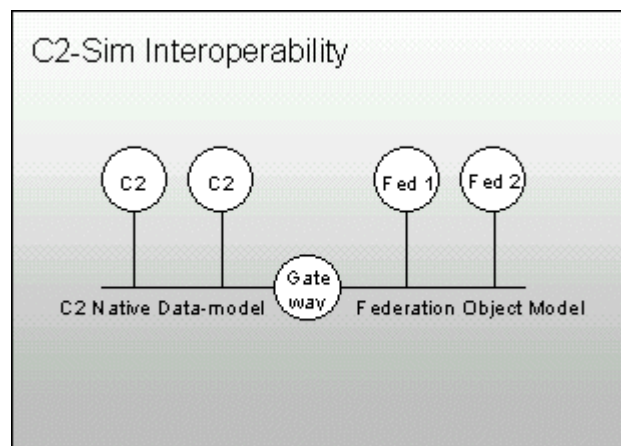 C2-Sim Interoperability
C2
C2
Fed 1
Fed 2
Gate
way
C2 Native Data-model
Federation Object Model